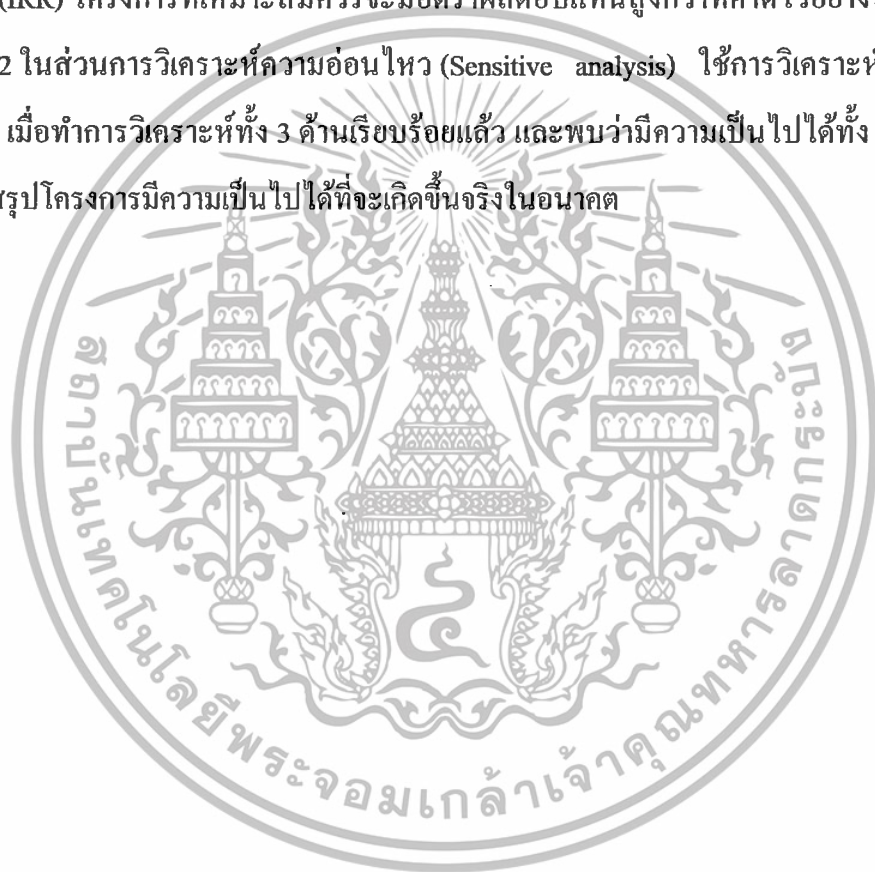 (IRR) โครงการที่เหมาะสมควรจะมีอัตราผลตอบแทนสูงกว่าที่คาดไว้อย่าง
2 ในส่วนการวิเคราะห์ความอ่อนไหว (Sensitive analysis) ใช้การวิเคราะห์
เมื่อทำการวิเคราะห์ทั้ง 3 ด้านเรียบร้อยแล้ว และพบว่ามีความเป็นไปได้ทั้ง
สรุปโครงการมีความเป็นไปได้ที่จะเกิดขึ้นจริงในอนาคต
สถาบันเทคโนโลยีพระจอมเกล้าเจ้าคุณทหารลาดกระบัง